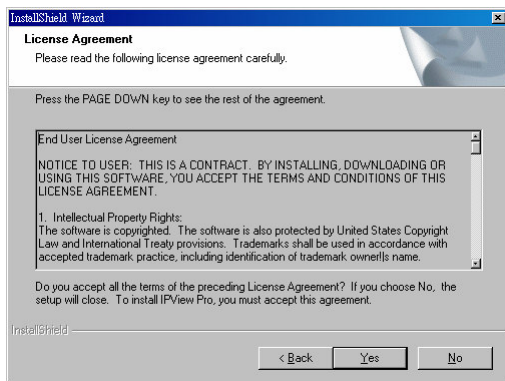 InstallShield Wizard
License Agreement
Please read the following license agreement carefully.
Press the PAGE DOWN key to see the rest of the agreement.
End User License Agreement
NOTICE TO USER: THIS IS A CONTRACT. BY INSTALLING, DOWNLOADING OR
USING THIS SOFTWARE, YOU ACCEPT THE TERMS AND CONDITIONS OF THIS
LICENSE AGREEMENT.
1. Intellectual Property Rights:
The software is copyrighted. The software is also protected by United States Copyright
Law and International Treaty provisions. Trademarks shall be used in accordance with
accepted trademark practice, including identification of trademark owner!|s name.
Do you accept all the terms of the preceding License Agreement? If you choose No, the
setup will close. To install IPView Pro, you must accept this agreement.
InstallShield
< Back Yes No